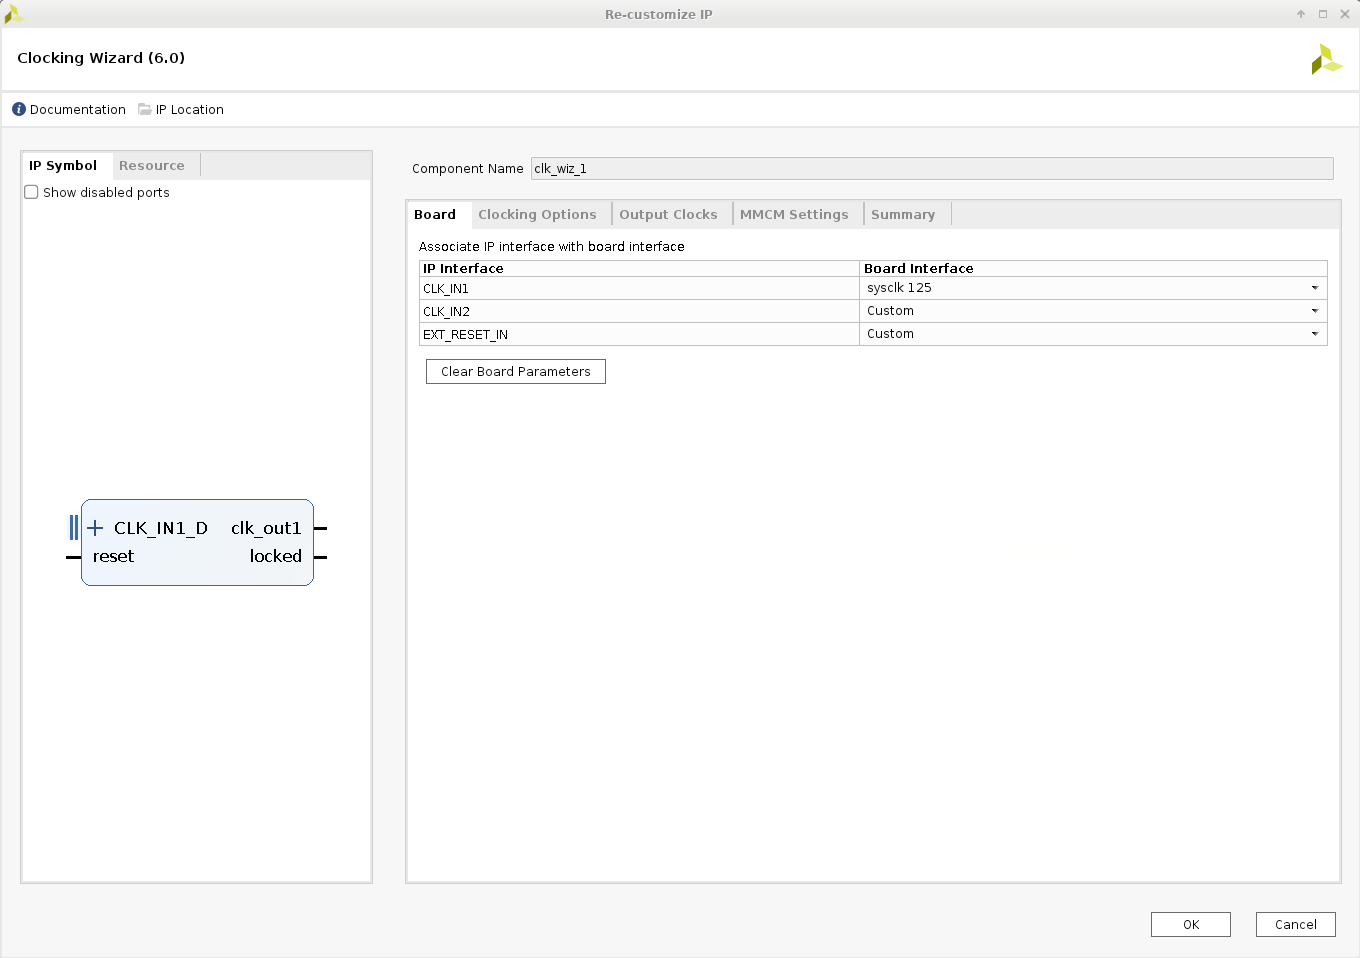 Re-customize IP
Clocking Wizard (6.0)
Documentation IP Location
IP Symbol Resource
Show disabled ports
CLK_IN1_D clk_out1
reset locked
Component Name clk_wiz_1
Board Clocking Options Output Clocks MMCM Settings Summary
Associate IP interface with board interface
IP Interface Board Interface
CLK_IN1 sysclk 125
CLK_IN2 Custom
EXT_RESET_IN Custom
Clear Board Parameters
OK Cancel